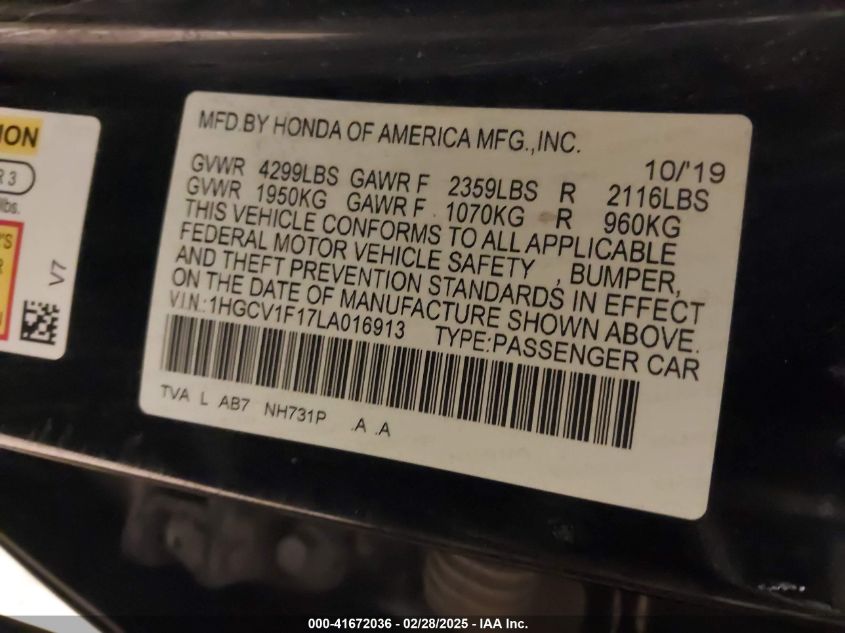 ION
R 3
lbs.
'S
R
N
V7
MFD.BY HONDA OF AMERICA MFG.,INC.
10/'19
GVWR 4299LBS GAWR F 2359LBS R 2116LBS
GVWR 1950KG GAWR F 1070KG R 960KG
THIS VEHICLE CONFORMS TO ALL APPLICABLE
FEDERAL MOTOR VEHICLE SAFETY , BUMPER,
AND THEFT PREVENTION STANDARDS IN EFFECT
ON THE DATE OF MANUFACTURE SHOWN ABOVE.
V.I.N.:1HGCV1F17LA016913 TYPE:PASSENGER CAR
TVA L AB7 NH731P .A .A
000-41672036 – 02/28/2025 – IAA Inc.